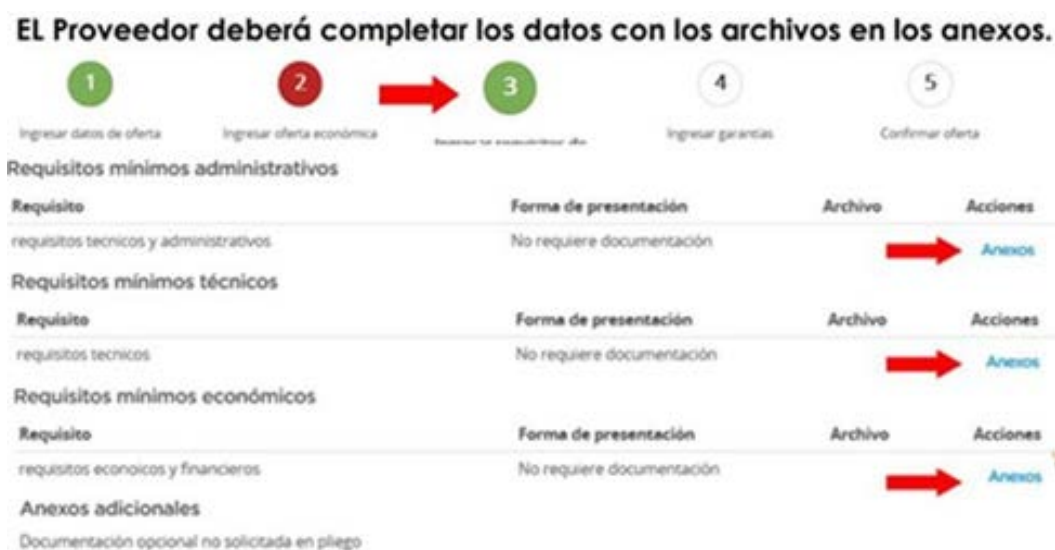 EL Proveedor deberá completar los datos con los archivos en los anexos.
1 2 3 4 5
Ingresar datos de oferta Ingresar oferta económica Ingresar garantías Confirmar oferta
Requisitos mínimos administrativos
Requisito Forma de presentación Archivo Acciones
requisitos tecnicos y administrativos No requiere documentación Anexos
Requisitos mínimos técnicos
Requisito Forma de presentación Archivo Acciones
requisitos tecnicos No requiere documentación Anexos
Requisitos mínimos económicos
Requisito Forma de presentación Archivo Acciones
requisitos econoicos y financieros No requiere documentación Anexos
Anexos adicionales
Documentación opcional no solicitada en pliego